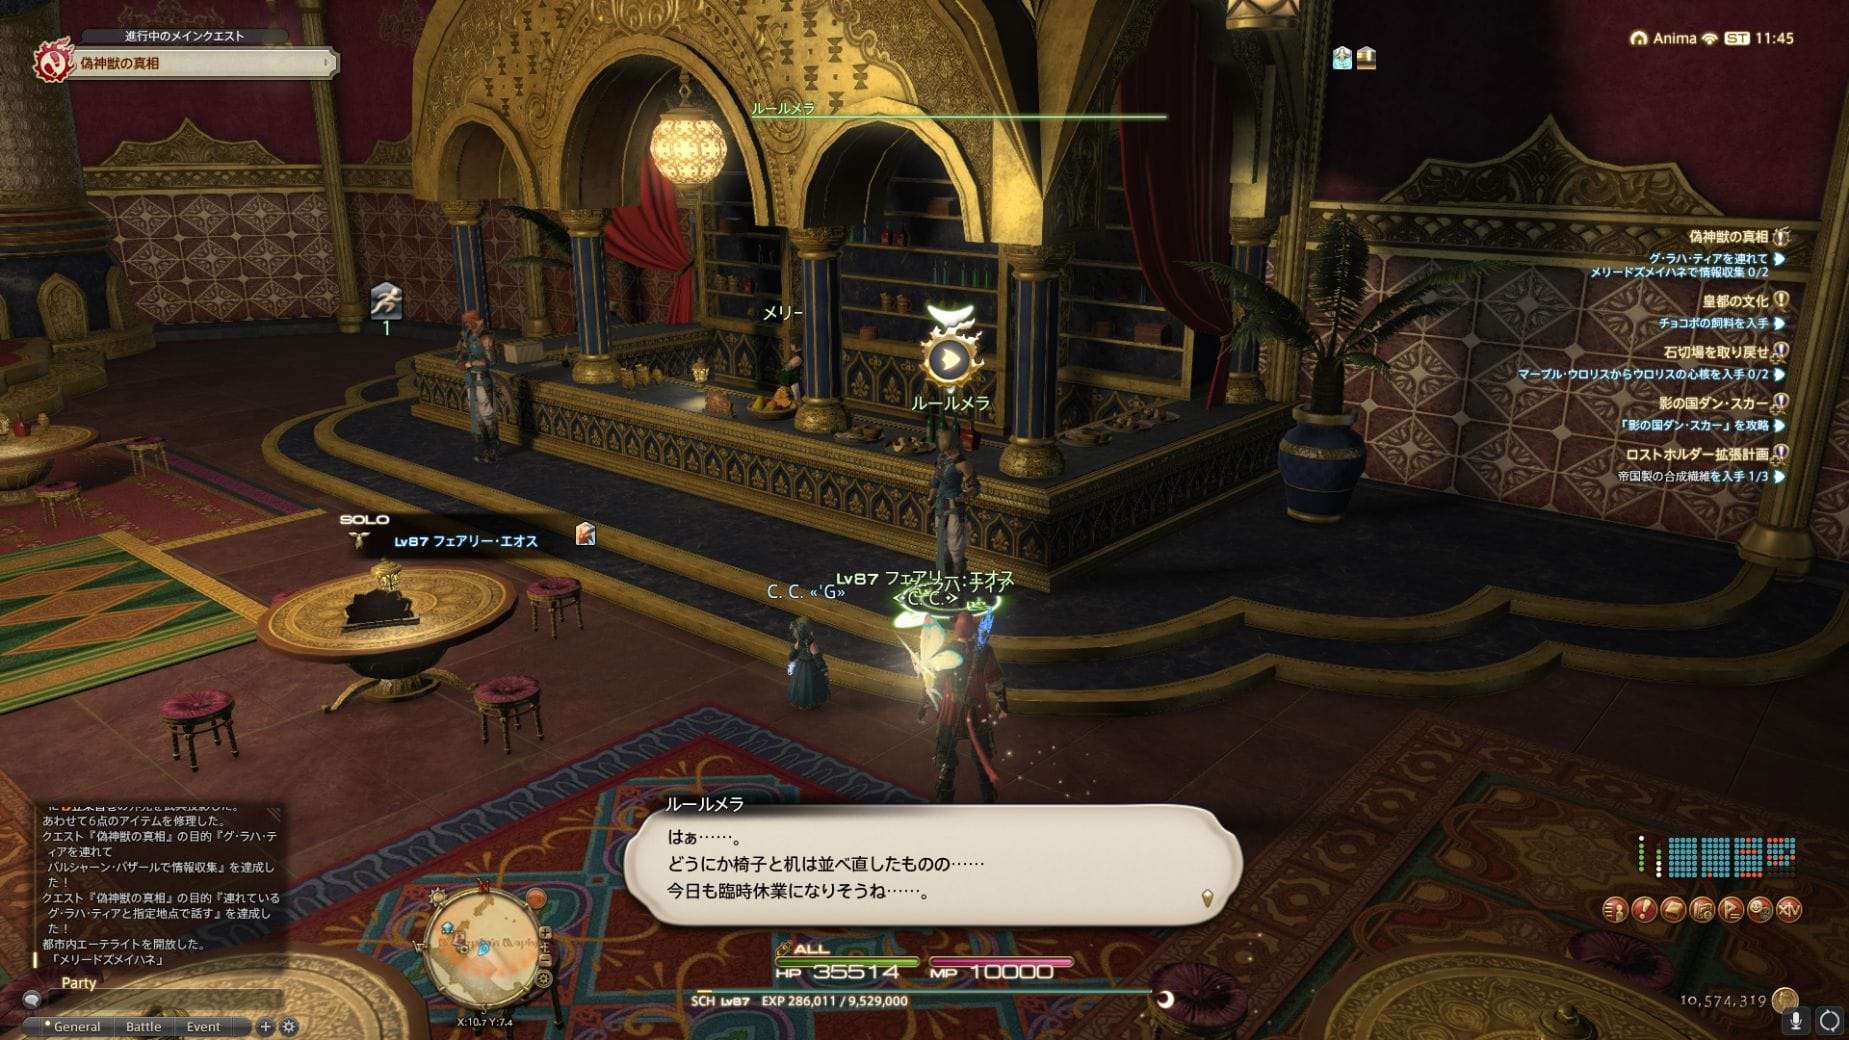 進行中のメインクエスト
偽神獣の真相
Anima ST 11:45
ルールメラ
偽神獣の真相
グ・ラハ・ティアを連れて
メリードズメイハネで情報収集 0/2
皇都の文化
チョコボの飼料を入手
石切場を取り戻せ
マーブル・ウロリスからウロリスの心核を入手 0/2
影の国ダン・スカー
「影の国ダン・スカー」を攻略
ロストホルダー拡張計画
帝国製の合成繊維を入手 1/3
1
メリー
ルールメラ
SOLO
Lv87 フェアリー・エオス
Lv87 フェアリー・エオス
グ・ラハ・ティア
C. C. «'G»
ルールメラ
はぁ……。
どうにか椅子と机は並べ直したものの……
今日も臨時休業になりそうね……。
あわせて6点のアイテムを修理した。
クエスト『偽神獣の真相』の目的『グ・ラハ・テ
ィアを連れて
バルシャーン・バザールで情報収集』を達成し
た！
クエスト『偽神獣の真相』の目的『連れている
グ・ラハ・ティアと指定地点で話す』を達成し
た！
都市内エーテライトを開放した。
「メリードズメイハネ」
Party
General Battle Event
X:10.7 Y:7.4
ALL
HP 35514 MP 10000
SCH Lv87 EXP 286,011 / 9,529,000
10,574,319